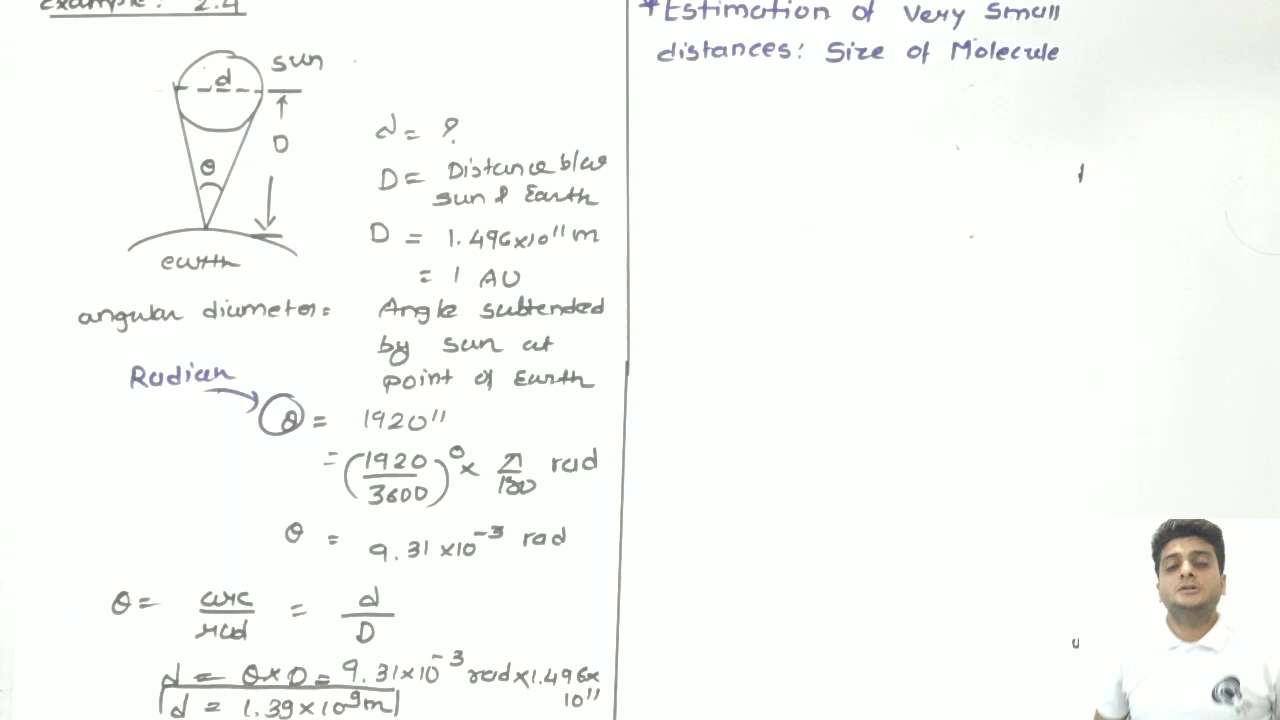 Example: 2.4
sun
d
D
θ
earth
d = ?
D = Distance b/w
sun & Earth
D = 1.496×10¹¹ m
= 1 AU
angular diameter = Angle subtended
by sun at
point of Earth
Radian
θ = 1920''
= (1920/3600)° × π/180 rad
θ = 9.31×10⁻³ rad
θ = arc/rad = d/D
d = θ×D = 9.31×10⁻³ rad×1.496×
10¹¹
d = 1.39×10⁹m
*Estimation of Very Small
distances: Size of Molecule